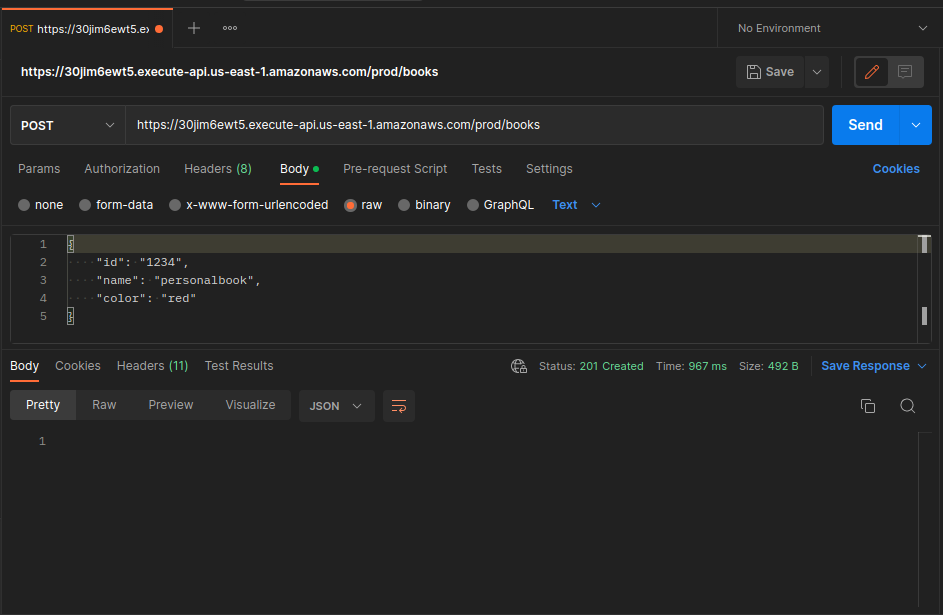 POST https://30jim6ewt5.ex
No Environment
https://30jim6ewt5.execute-api.us-east-1.amazonaws.com/prod/books
Save
POST https://30jim6ewt5.execute-api.us-east-1.amazonaws.com/prod/books Send
Params Authorization Headers (8) Body Pre-request Script Tests Settings Cookies
none form-data x-www-form-urlencoded raw binary GraphQL Text
1 {
2 "id": "1234",
3 "name": "personalbook",
4 "color": "red"
5 }
Body Cookies Headers (11) Test Results Status: 201 Created Time: 967 ms Size: 492 B Save Response
Pretty Raw Preview Visualize JSON
1